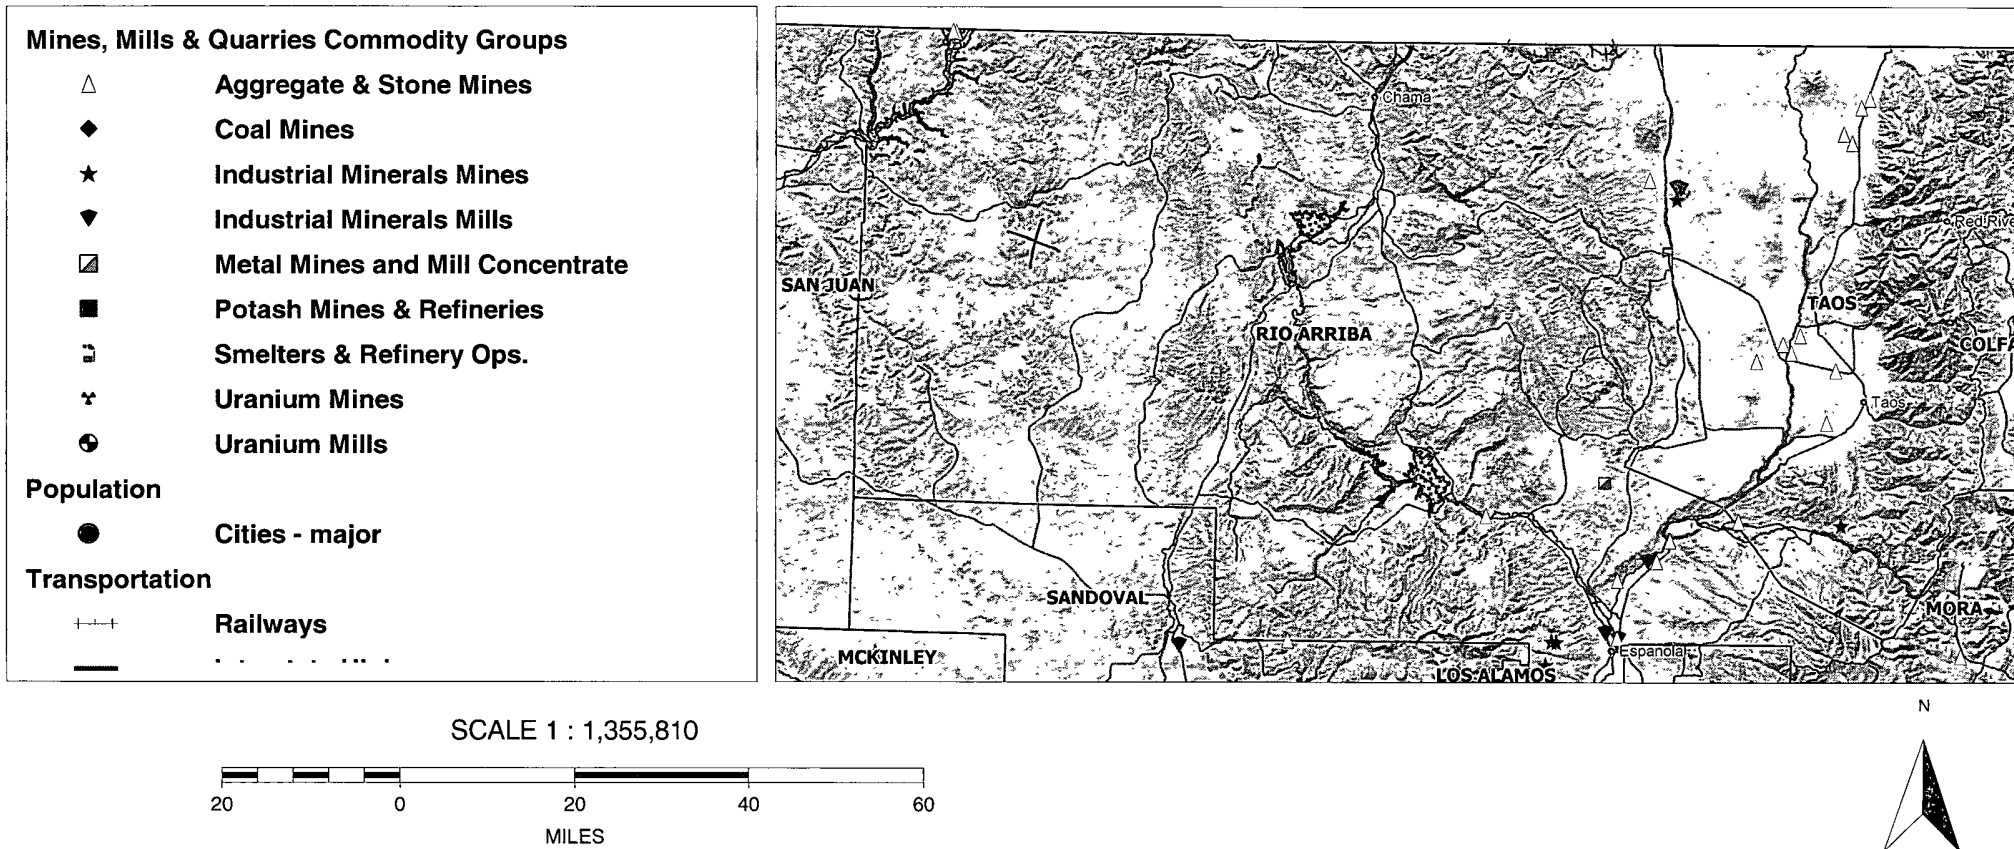 Mines, Mills & Quarries Commodity Groups
Aggregate & Stone Mines
Coal Mines
Industrial Minerals Mines
Industrial Minerals Mills
Metal Mines and Mill Concentrate
Potash Mines & Refineries
Smelters & Refinery Ops.
Uranium Mines
Uranium Mills
Population
Cities - major
Transportation
Railways
Chama
Red Rive
SAN JUAN
TAOS
RIO ARRIBA
COLFA
Taos
SANDOVAL
MORA
MCKINLEY
Espanola
LOS ALAMOS
SCALE 1 : 1,355,810
20 0 20 40 60
MILES
N